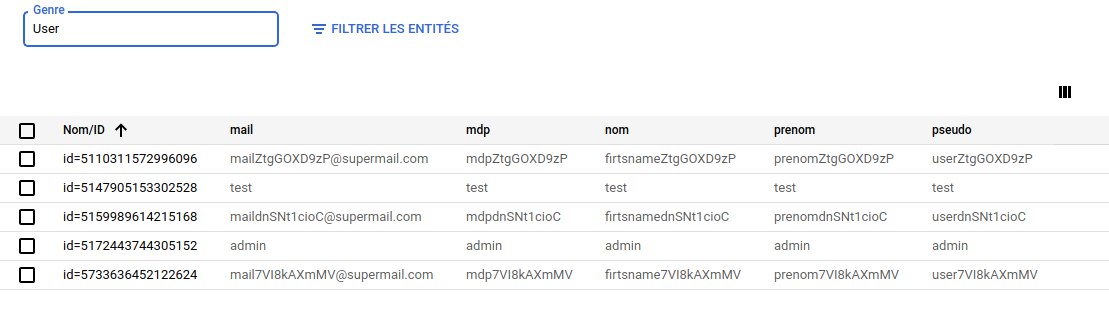 Genre
User
FILTRER LES ENTITÉS
Nom/ID mail mdp nom prenom pseudo
id=5110311572996096 mailZtgGOXD9zP@supermail.com mdpZtgGOXD9zP firtsnameZtgGOXD9zP prenomZtgGOXD9zP userZtgGOXD9zP
id=5147905153302528 test test test test test
id=5159989614215168 maildnSNt1cioC@supermail.com mdpdnSNt1cioC firtsnamednSNt1cioC prenomdnSNt1cioC userdnSNt1cioC
id=5172443744305152 admin admin admin admin admin
id=5733636452122624 mail7VI8kAXmMV@supermail.com mdp7VI8kAXmMV firtsname7VI8kAXmMV prenom7VI8kAXmMV user7VI8kAXmMV